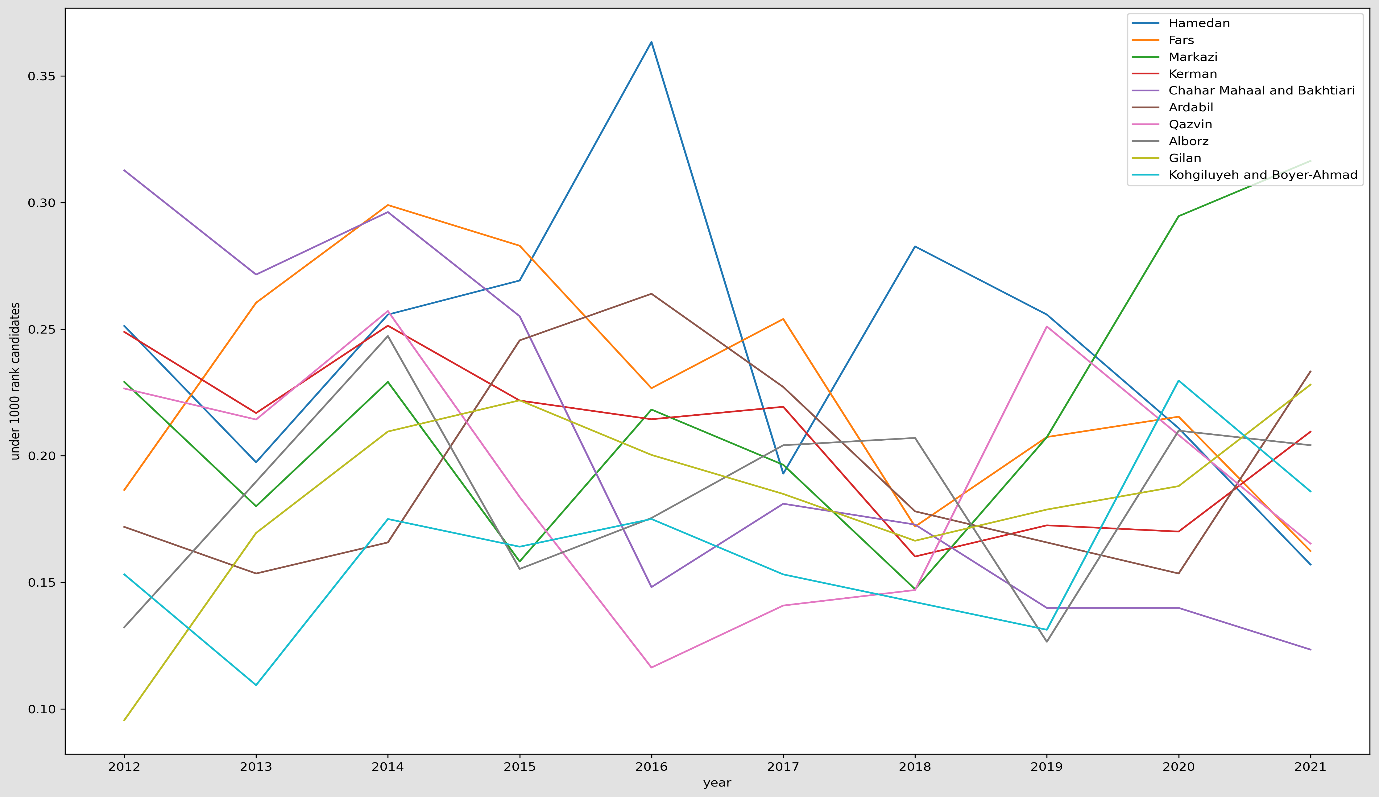 Hamedan
Fars
Markazi
Kerman
Chahar Mahaal and Bakhtiari
Ardabil
Qazvin
Alborz
Gilan
Kohgiluyeh and Boyer-Ahmad
under 1000 rank candidates
0.35
0.30
0.25
0.20
0.15
0.10
2012 2013 2014 2015 2016 2017 2018 2019 2020 2021
year